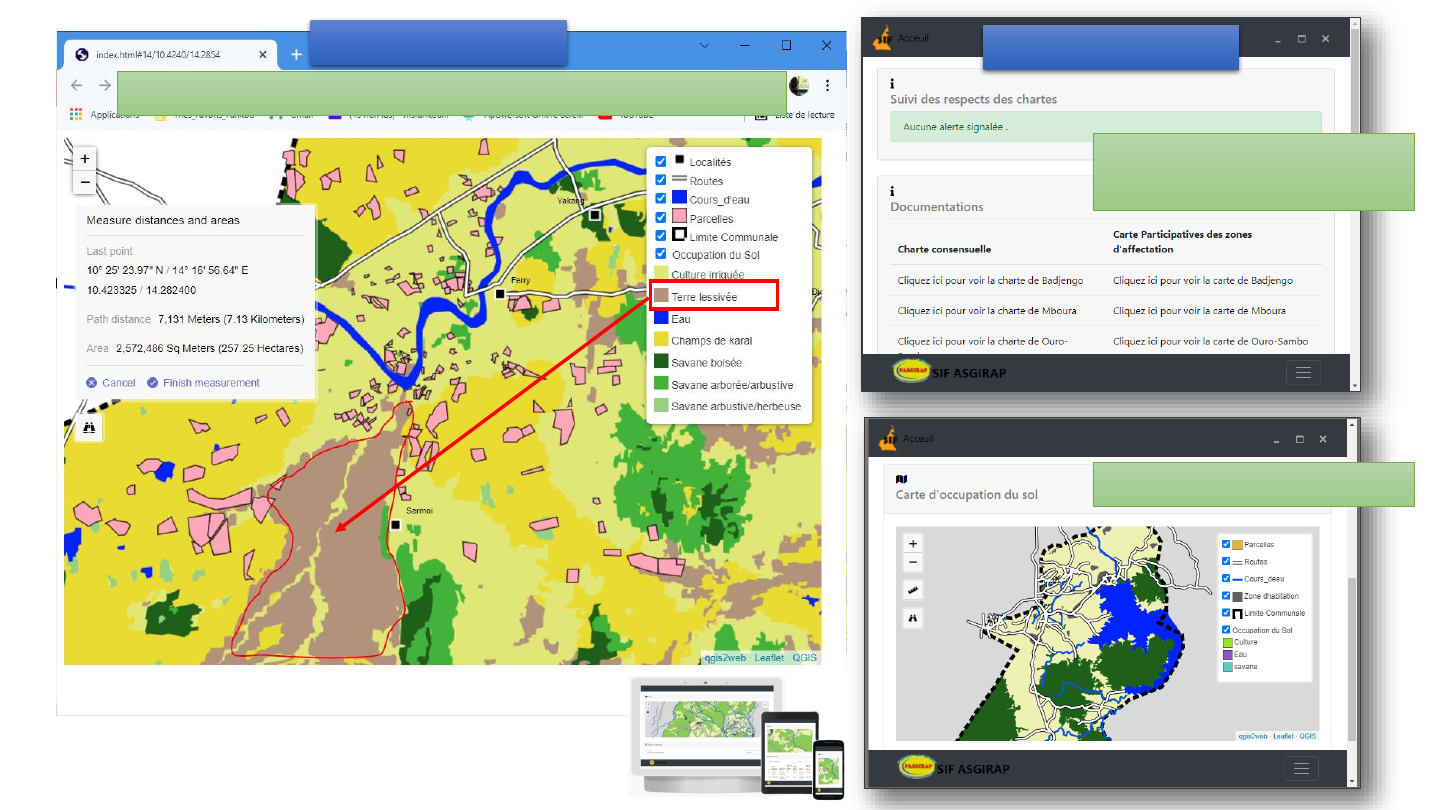 index.html#14/10.4240/14.2854
Liste de lecture
+
−
Measure distances and areas
Last point
10° 25' 23.97" N / 14° 16' 56.64" E
10.423325 / 14.282400
Path distance 7,131 Meters (7.13 Kilometers)
Area 2,572,486 Sq Meters (257.25 Hectares)
Cancel Finish measurement
Yakang
Ferry
Sarmoi
Localités
Routes
Cours_d'eau
Parcelles
Limite Communale
Occupation du Sol
Culture irriguée
Terre lessivée
Eau
Champs de karal
Savane boisée
Savane arborée/arbustive
Savane arbustive/herbeuse
qgis2web · Leaflet · QGIS
SIF
Acceuil
Suivi des respects des chartes
Aucune alerte signalée .
Documentations
Charte consensuelle
Carte Participatives des zones
d'affectation
Cliquez ici pour voir la charte de Badjengo
Cliquez ici pour voir la carte de Badjengo
Cliquez ici pour voir la charte de Mboura
Cliquez ici pour voir la carte de Mboura
Cliquez ici pour voir la charte de Ouro-
Cliquez ici pour voir la carte de Ouro-Sambo
PASGIRAP
SIF ASGIRAP
SIF
Acceuil
Carte d'occupation du sol
+
−
Parcelles
Routes
Cours_deau
Zone dhabitation
Limite Communale
Occupation du Sol
Culture
Eau
savane
qgis2web · Leaflet · QGIS
PASGIRAP
SIF ASGIRAP